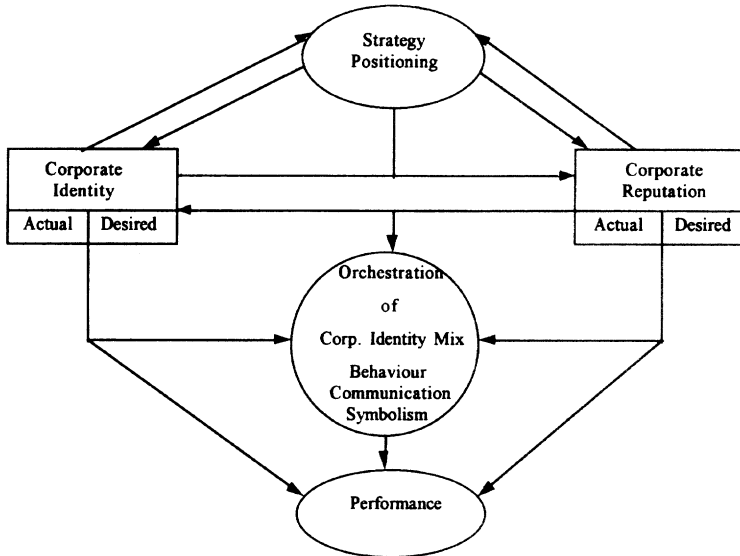 Strategy
Positioning
Corporate
Identity
Actual
Desired
Corporate
Reputation
Actual
Desired
Orchestration
of
Corp. Identity Mix
Behaviour
Communication
Symbolism
Performance